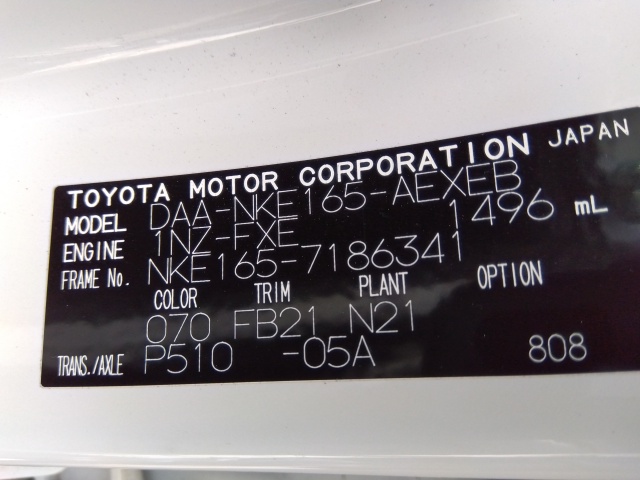 TOYOTA MOTOR CORPORATION JAPAN
MODEL DAA-NKE165-AEXEB
ENGINE 1NZ-FXE 1496 mL
FRAME No. NKE165-7186341
COLOR TRIM PLANT OPTION
070 FB21 N21
TRANS./AXLE P510 -05A 808